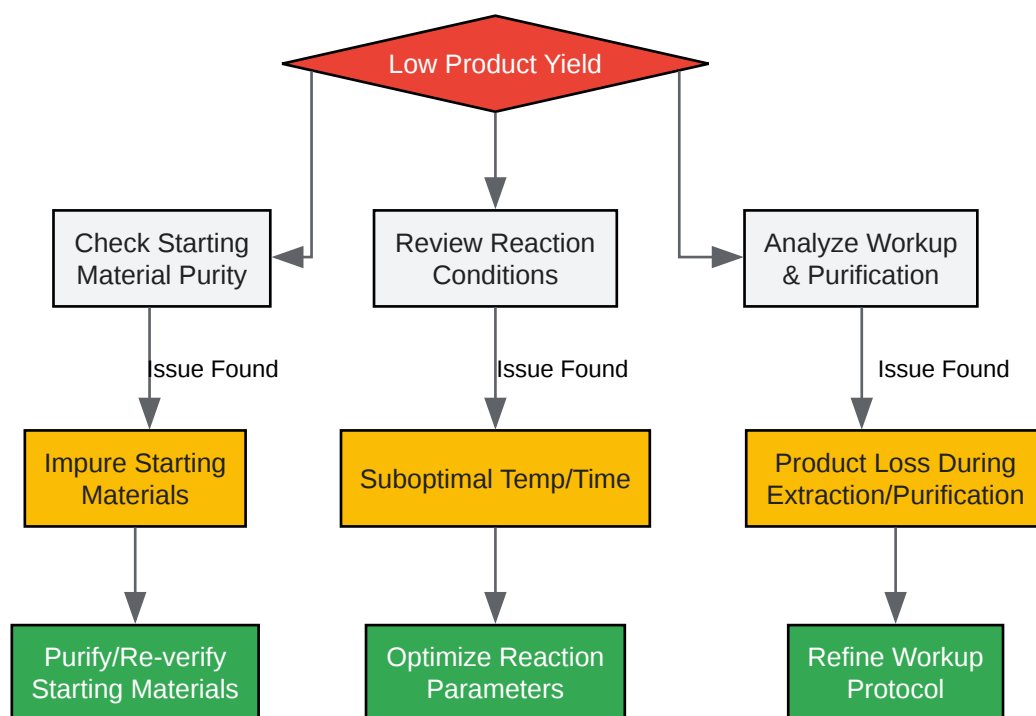 Low Product Yield
Check Starting
Material Purity
Review Reaction
Conditions
Analyze Workup
& Purification
Issue Found
Issue Found
Issue Found
Impure Starting
Materials
Suboptimal Temp/Time
Product Loss During
Extraction/Purification
Purify/Re-verify
Starting Materials
Optimize Reaction
Parameters
Refine Workup
Protocol